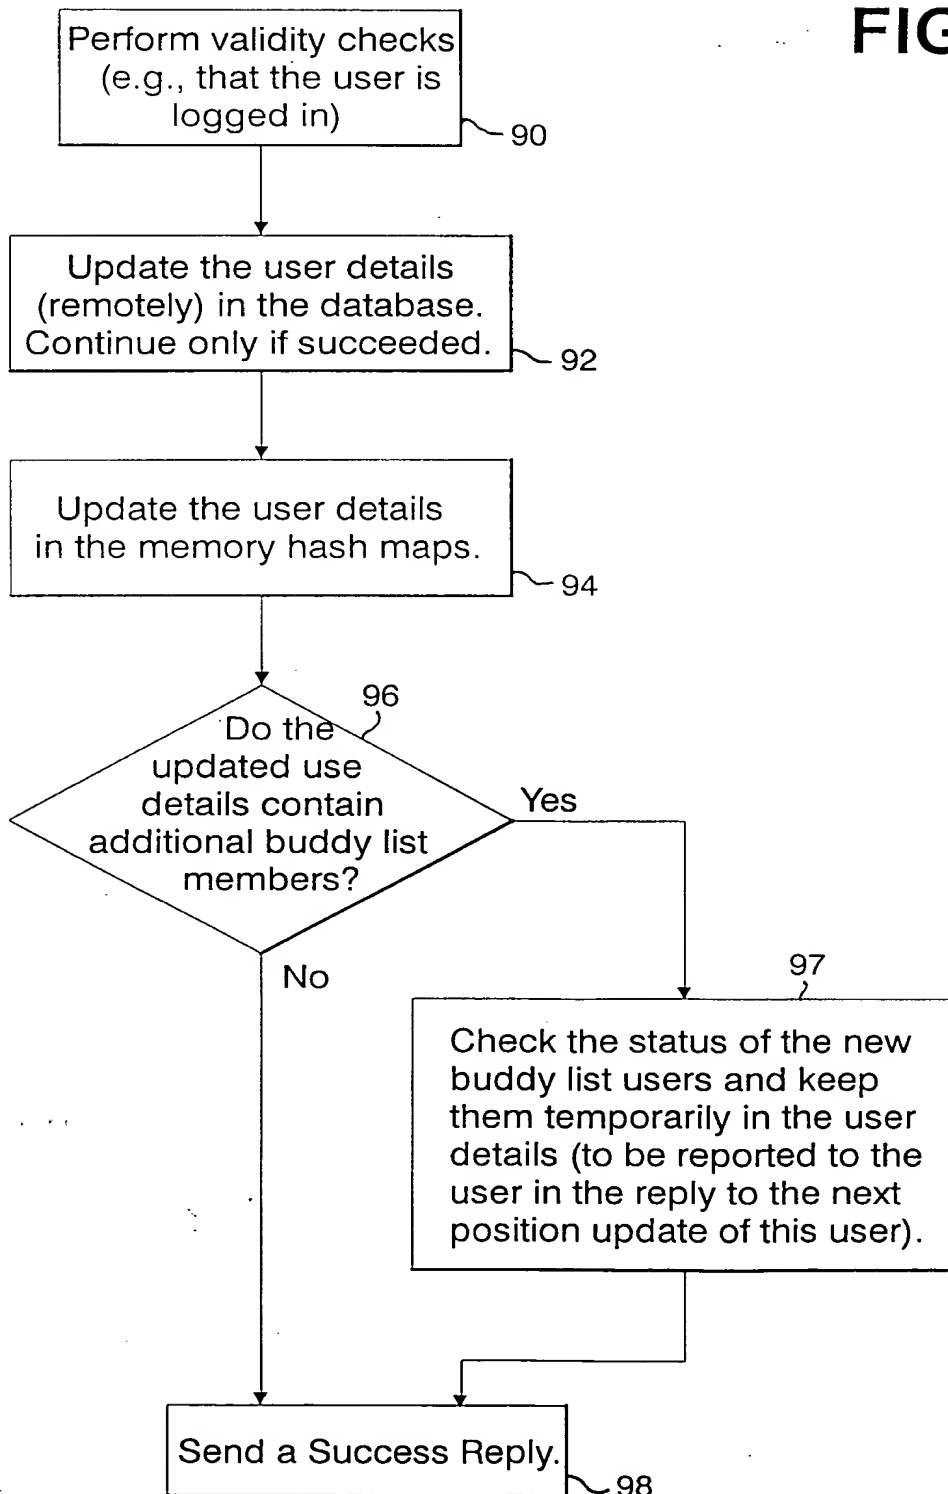 FIG
Perform validity checks
(e.g., that the user is
logged in)
90
Update the user details
(remotely) in the database.
Continue only if succeeded.
92
Update the user details
in the memory hash maps.
94
96
Do the
updated use
details contain
additional buddy list
members?
Yes
No
97
Check the status of the new
buddy list users and keep
them temporarily in the user
details (to be reported to the
user in the reply to the next
position update of this user).
Send a Success Reply.
98